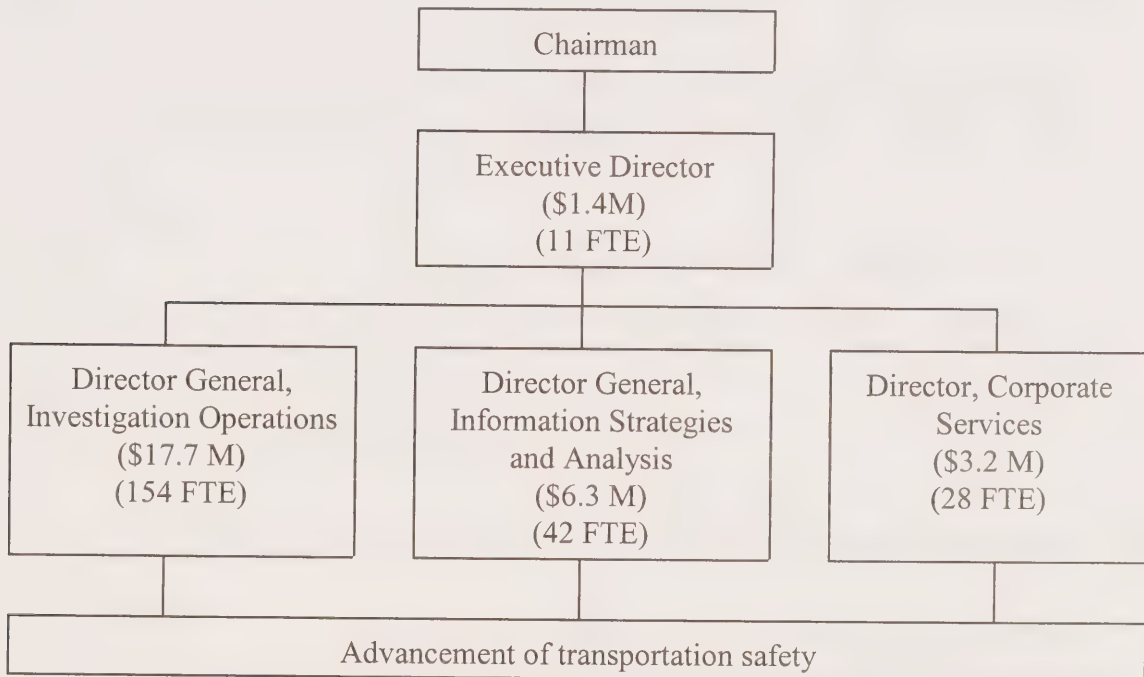 Chairman
Executive Director
($1.4M)
(11 FTE)
Director General,
Investigation Operations
($17.7 M)
(154 FTE)
Director General,
Information Strategies
and Analysis
($6.3 M)
(42 FTE)
Director, Corporate
Services
($3.2 M)
(28 FTE)
Advancement of transportation safety